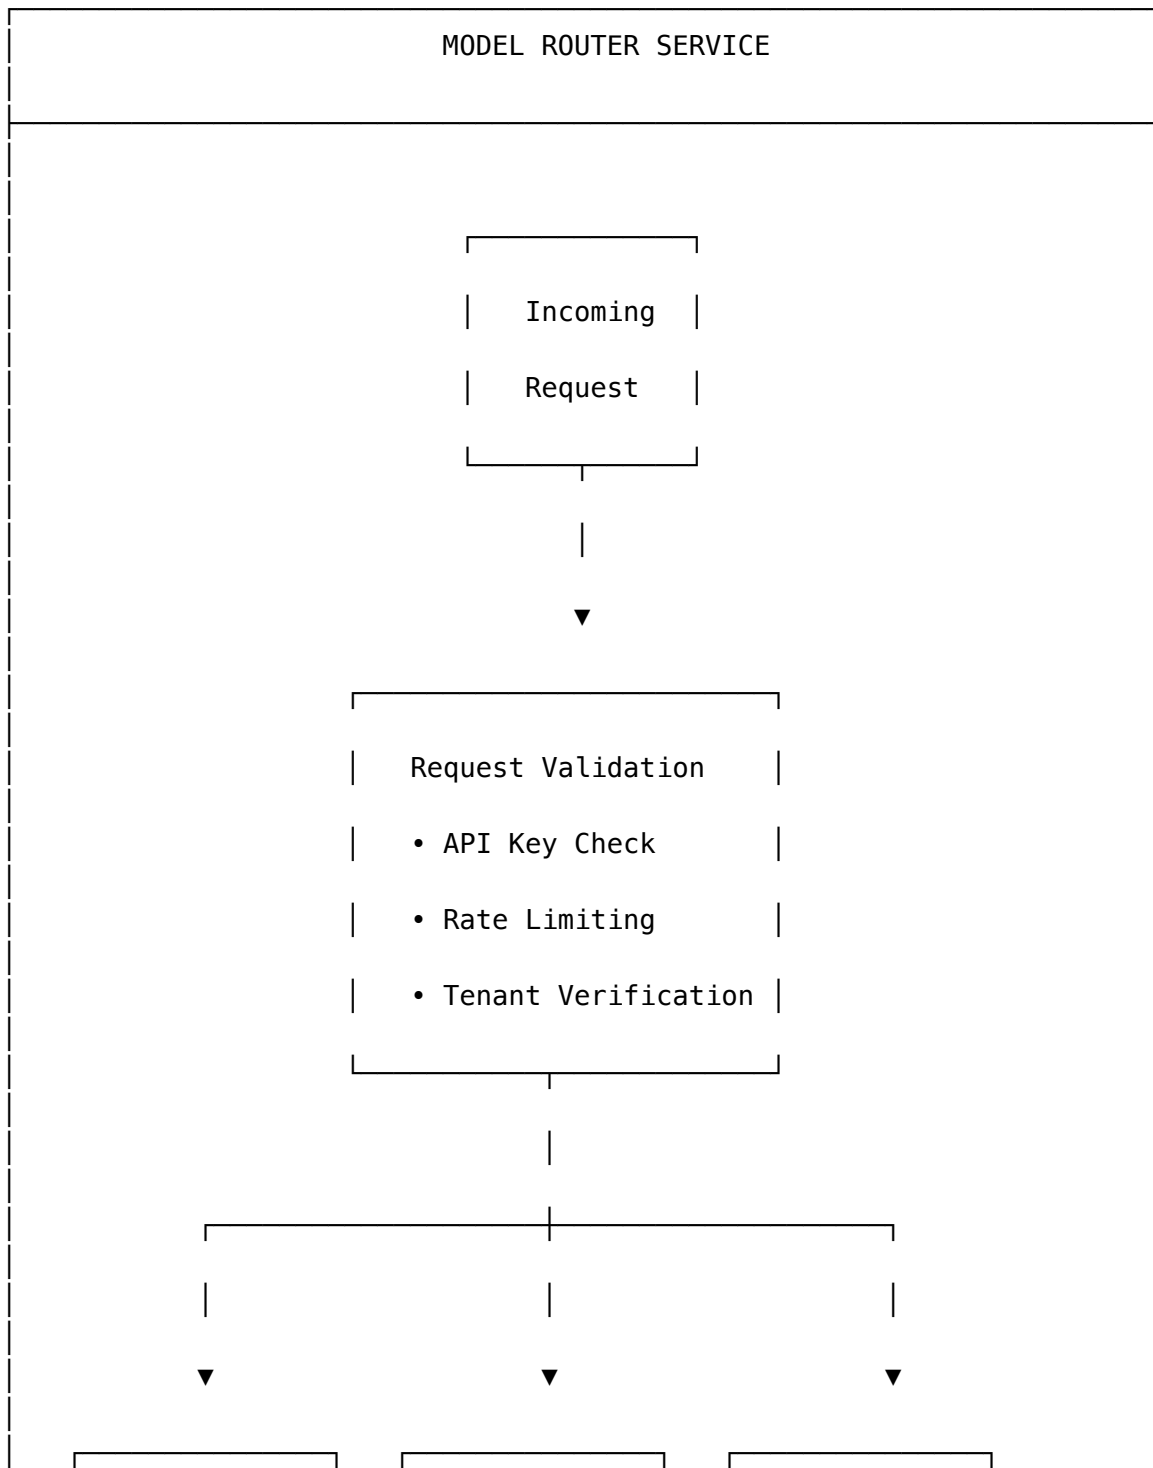 MODEL ROUTER SERVICE
Incoming
Request
Request Validation
• API Key Check
• Rate Limiting
• Tenant Verification